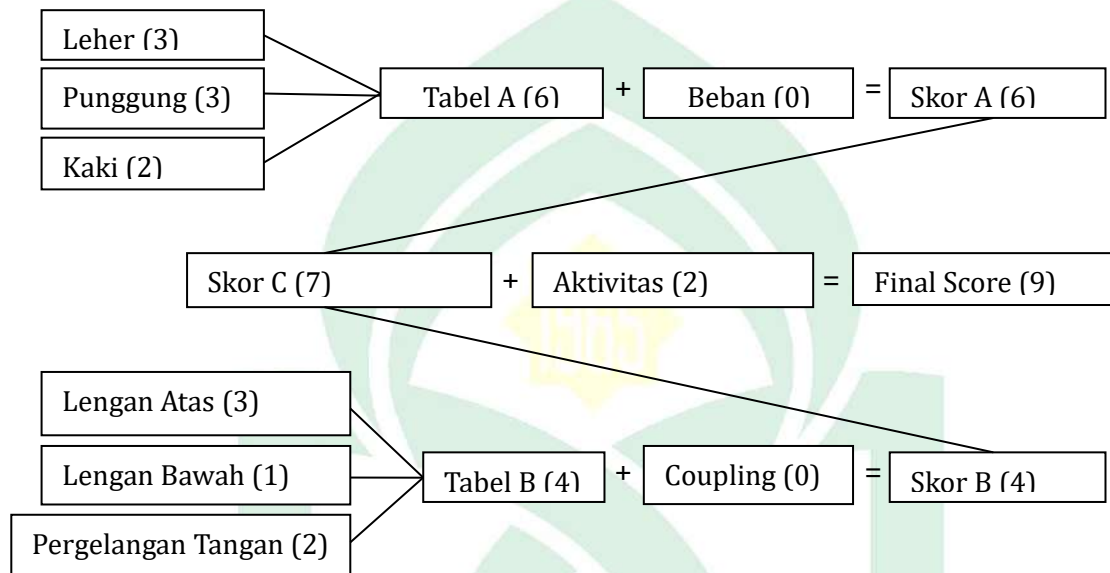 Leher (3)
Punggung (3)
Kaki (2)
Tabel A (6) + Beban (0) = Skor A (6)
Skor C (7) + Aktivitas (2) = Final Score (9)
Lengan Atas (3)
Lengan Bawah (1)
Pergelangan Tangan (2)
Tabel B (4) + Coupling (0) = Skor B (4)